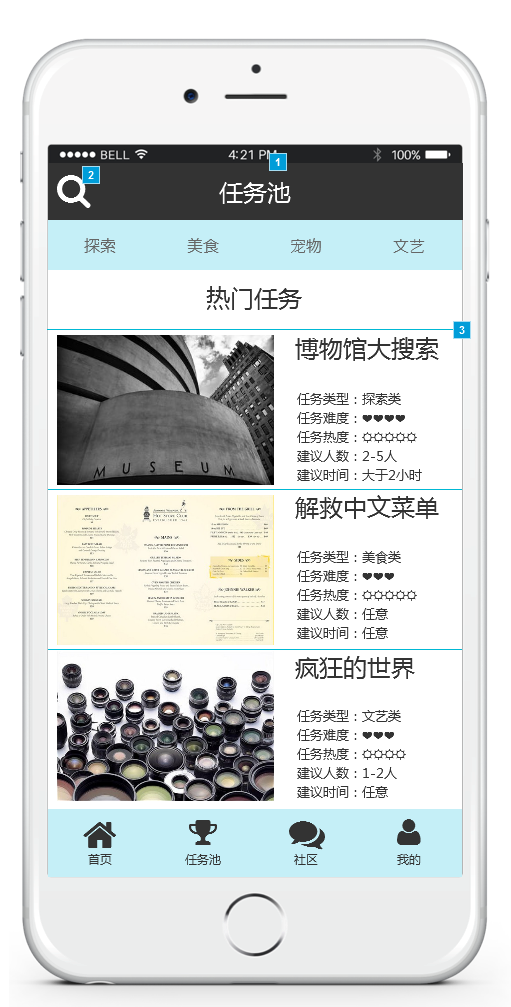 ●●●●● BELL 4:21 PM 100%
1
2
任务池
探索 美食 宠物 文艺
热门任务
3
博物馆大搜索
MUSEUM
任务类型：探索类
任务难度：❤❤❤❤
任务热度：☼☼☼☼☼
建议人数：2-5人
建议时间：大于2小时
解救中文菜单
任务类型：美食类
任务难度：❤❤❤
任务热度：☼☼☼☼☼
建议人数：任意
建议时间：任意
疯狂的世界
任务类型：文艺类
任务难度：❤❤❤
任务热度：☼☼☼☼
建议人数：1-2人
建议时间：任意
首页 任务池 社区 我的